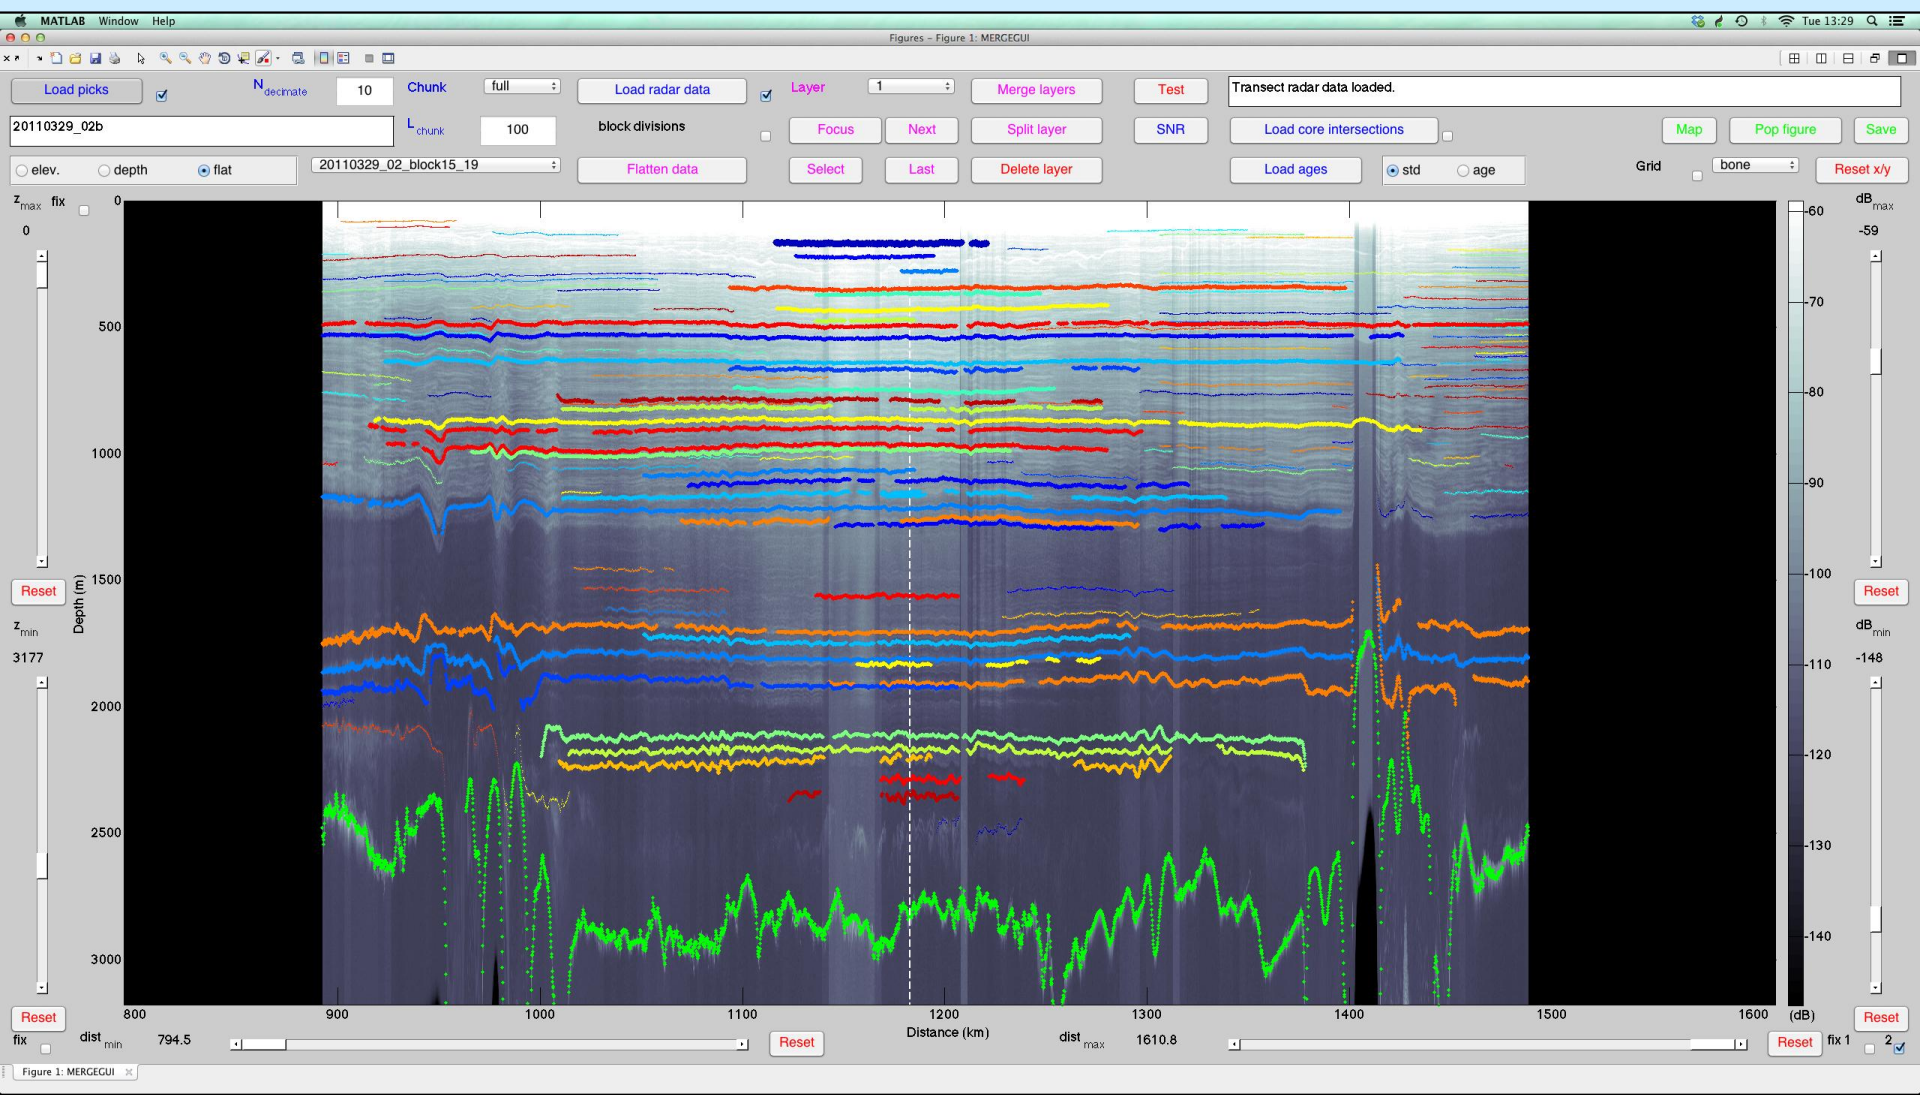 MATLAB Window Help
Tue 13:29
Figures - Figure 1: MERGEGUI
Load picks
N decimate
10
Chunk
full
Load radar data
Layer
1
Merge layers
Test
Transect radar data loaded.
20110329_02b
L chunk
100
block divisions
Focus
Next
Split layer
SNR
Load core intersections
Map
Pop figure
Save
elev.
depth
flat
20110329_02_block15_19
Flatten data
Select
Last
Delete layer
Load ages
std
age
Grid
bone
Reset x/y
z max fix
0
Reset
z min
3177
Reset
fix
Depth (m)
0
500
1000
1500
2000
2500
3000
800 900 1000 1100 1200 1300 1400 1500 1600
Distance (km)
-60
-70
-80
-90
-100
-110
-120
-130
-140
(dB)
dB max
-59
Reset
dB min
-148
Reset
dist min
794.5
Reset
dist max
1610.8
Reset
fix 1
2
Figure 1: MERGEGUI